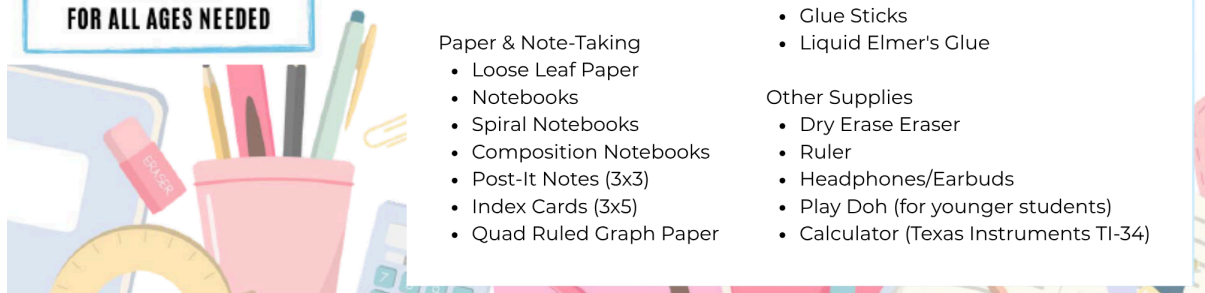 FOR ALL AGES NEEDED
Paper & Note-Taking
• Loose Leaf Paper
• Notebooks
• Spiral Notebooks
• Composition Notebooks
• Post-It Notes (3x3)
• Index Cards (3x5)
• Quad Ruled Graph Paper
• Glue Sticks
• Liquid Elmer's Glue
Other Supplies
• Dry Erase Eraser
• Ruler
• Headphones/Earbuds
• Play Doh (for younger students)
• Calculator (Texas Instruments TI-34)
ERASER
7 8